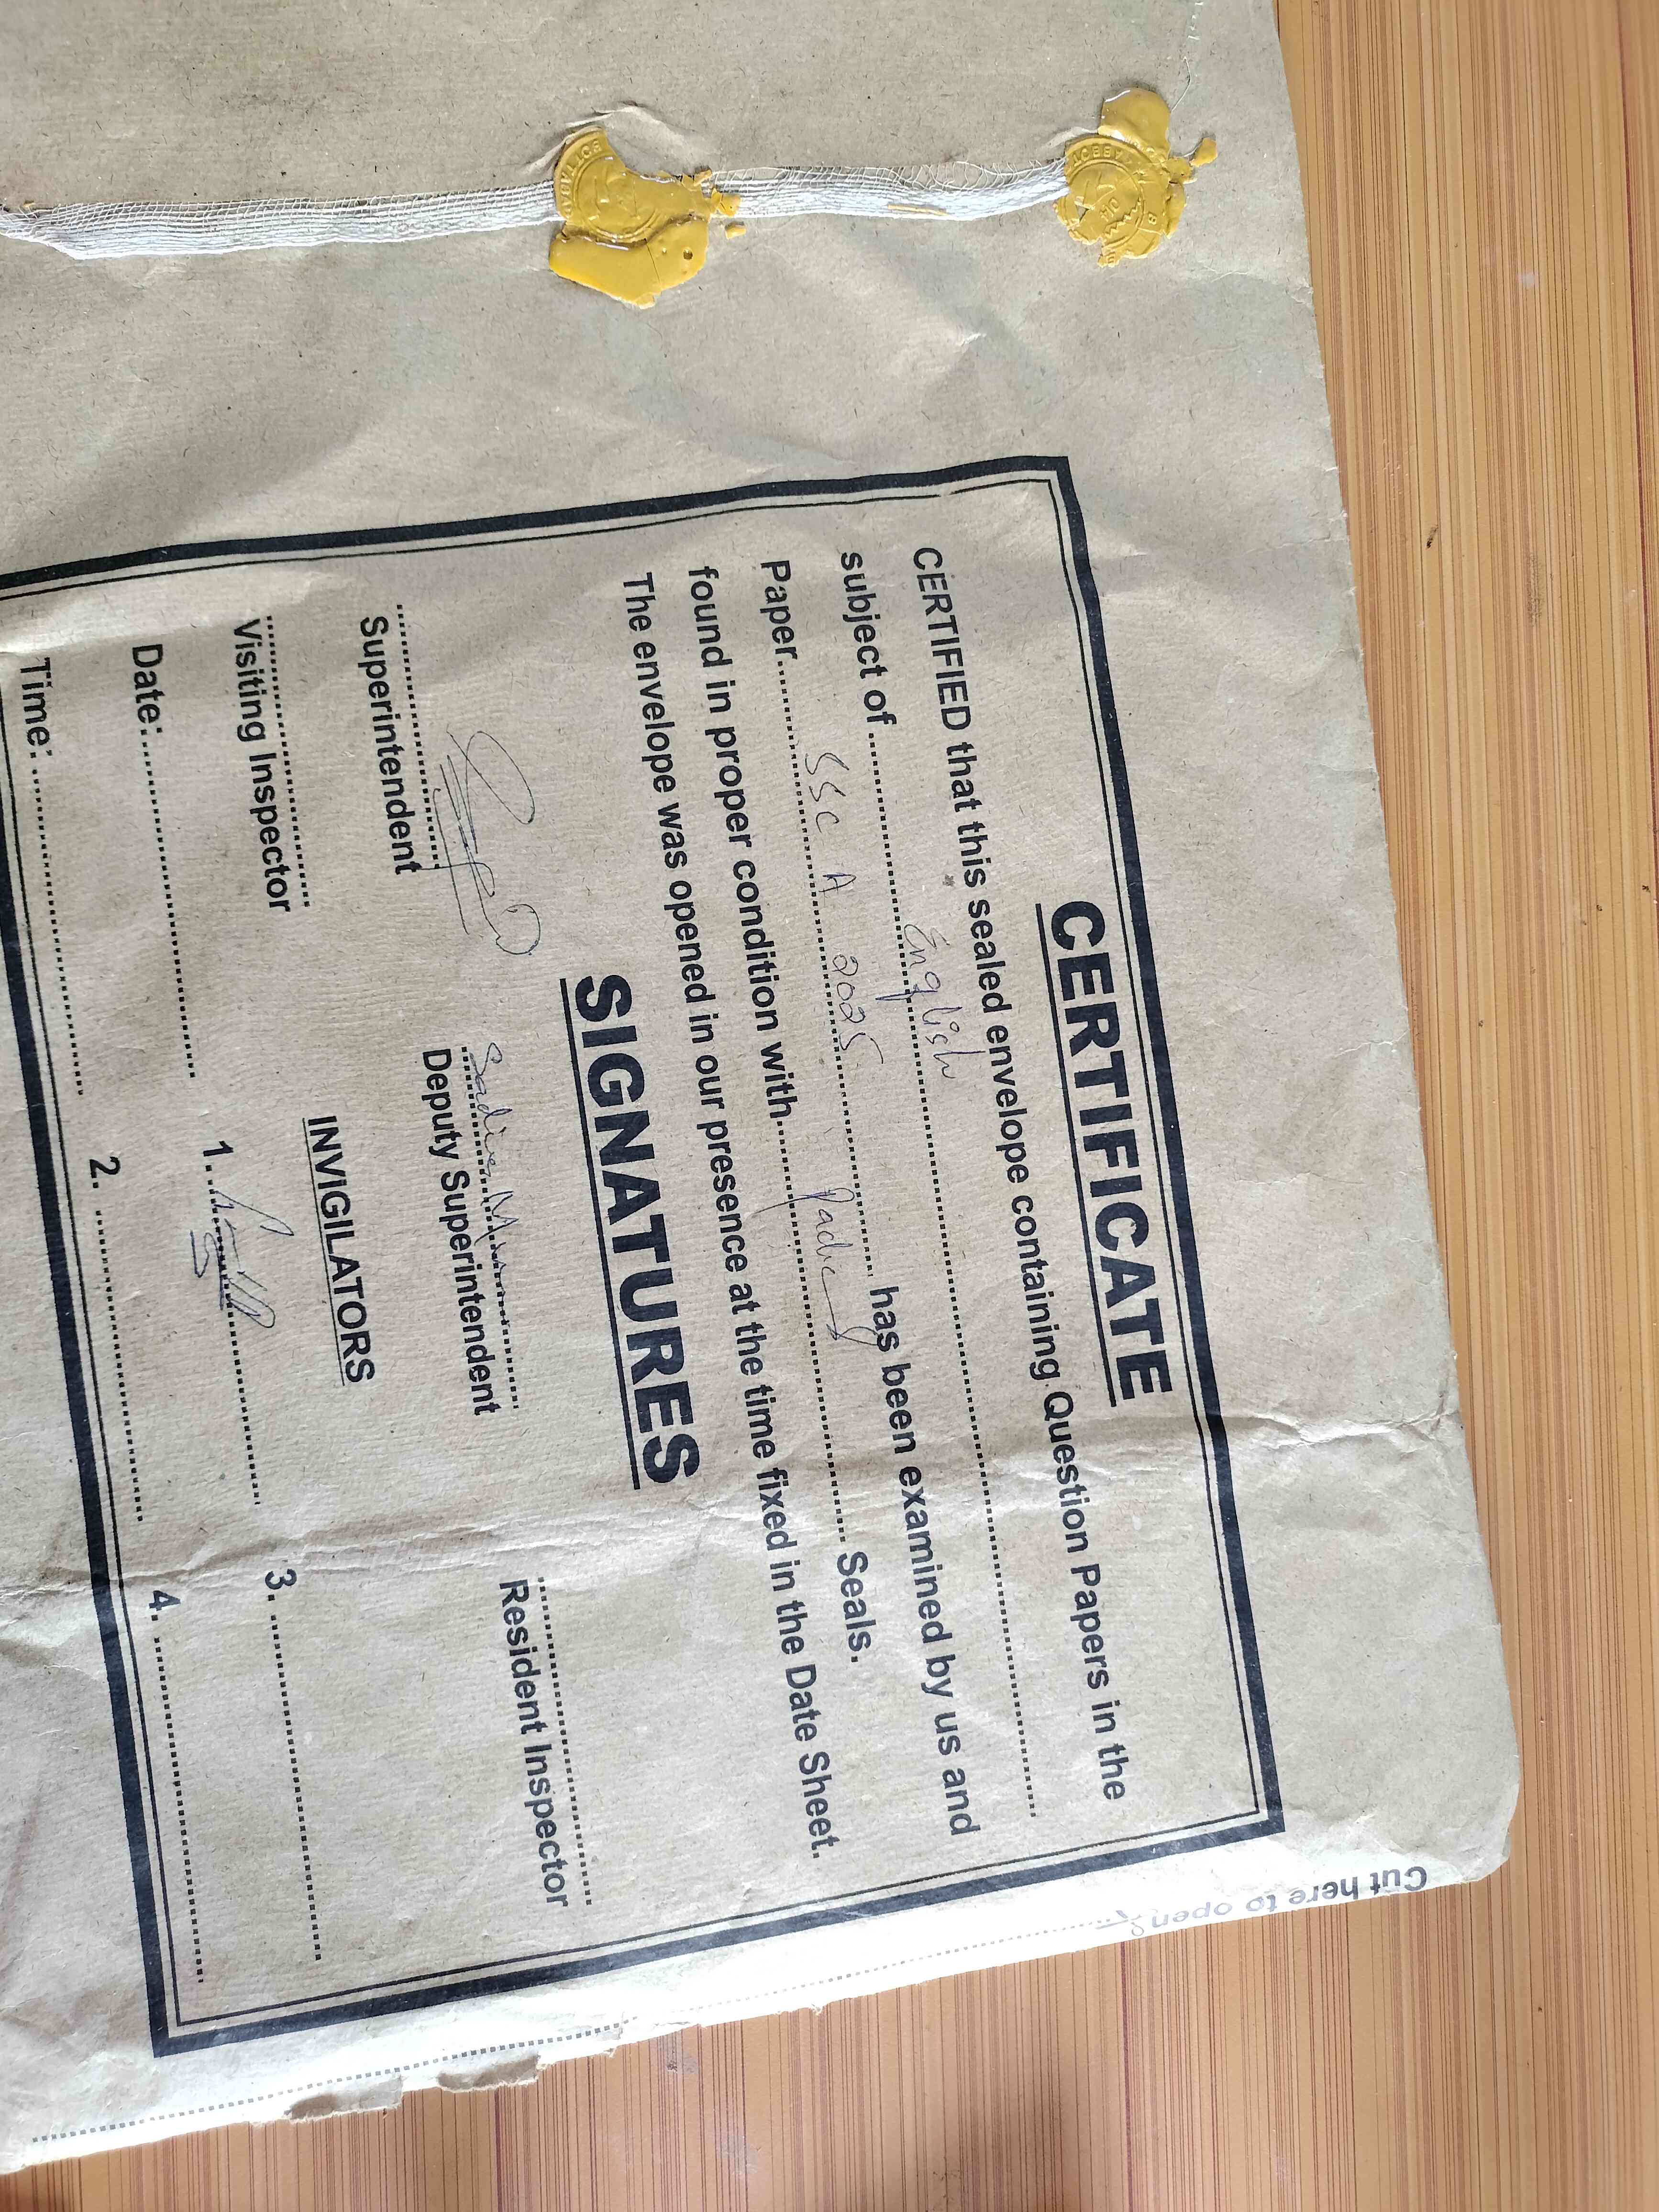 CERTIFICATE
CERTIFIED that this sealed envelope containing Question Papers in the
subject of ........ English ........
Paper........ SSC A 2025 ........ has been examined by us and
found in proper condition with................ Seals.
The envelope was opened in our presence at the time fixed in the Date Sheet.
SIGNATURES
Superintendent
Deputy Superintendent
Resident Inspector
Visiting Inspector
INVIGILATORS
Date:................
1.................
3. ................
Time: ................
2. ................
4. ................
Cut here to open